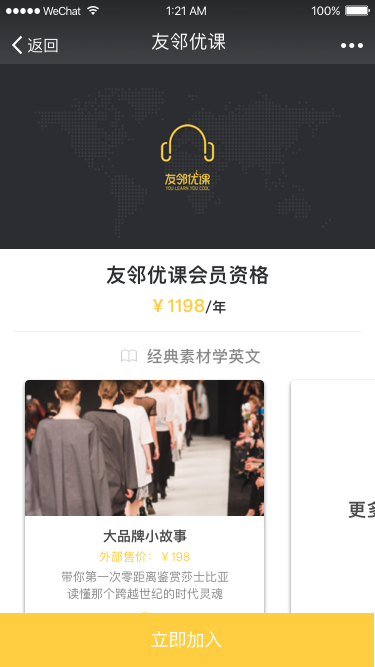 WeChat 1:21 AM 100%
返回 友邻优课
友邻优课
YOU LEARN YOU COOL
友邻优课会员资格
¥1198/年
经典素材学英文
大品牌小故事
外部售价：¥198
带你第一次零距离鉴赏莎士比亚
读懂那个跨越世纪的时代灵魂
更多
立即加入